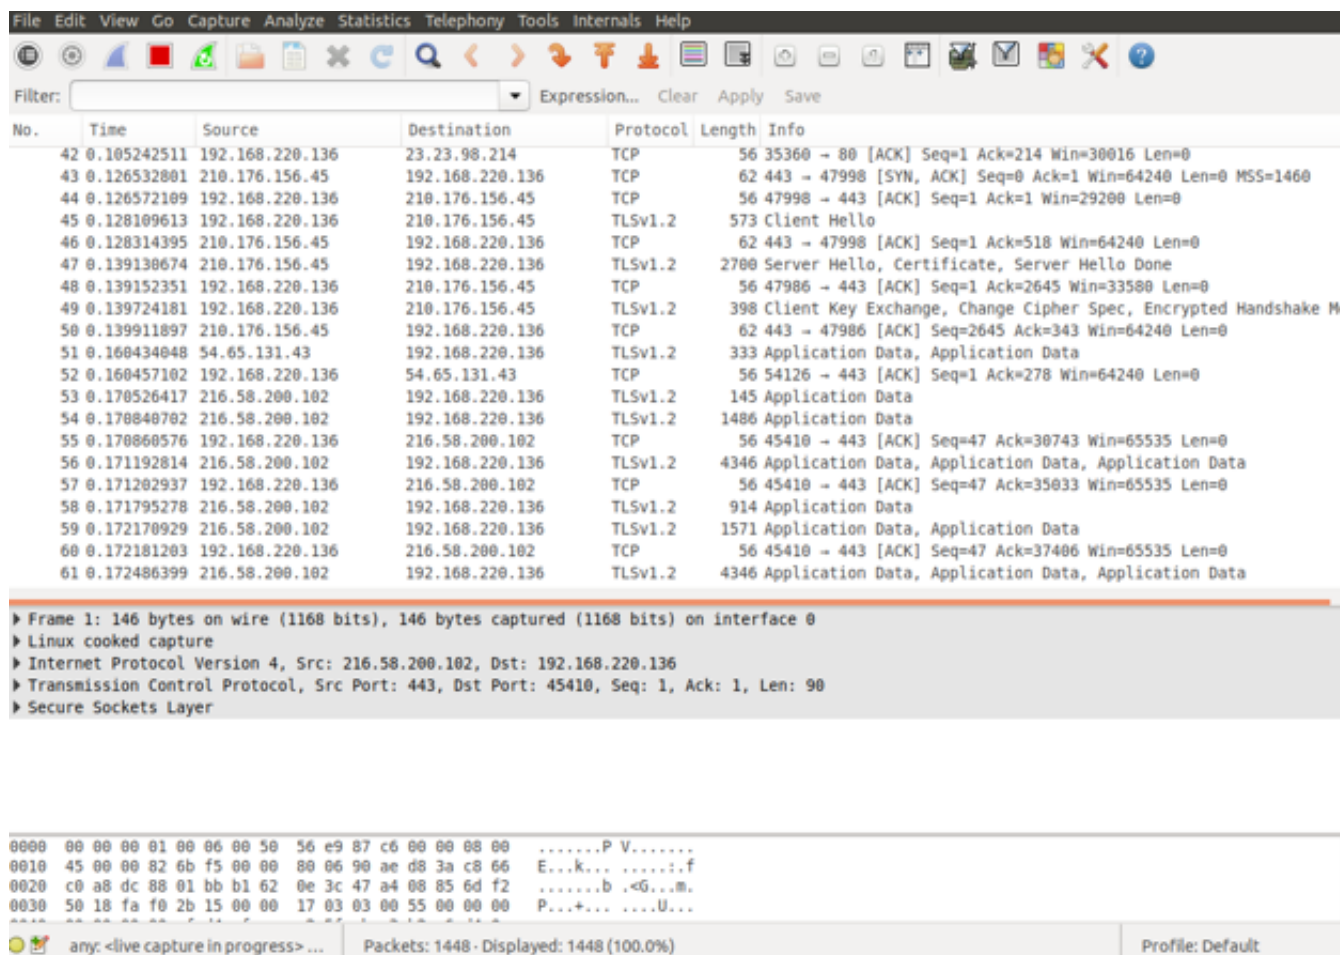 File Edit View Go Capture Analyze Statistics Telephony Tools Internals Help
Filter: Expression... Clear Apply Save
No. Time Source Destination Protocol Length Info
42 0.105242511 192.168.220.136 23.23.98.214 TCP 56 35360 → 80 [ACK] Seq=1 Ack=214 Win=30016 Len=0
43 0.126532801 210.176.156.45 192.168.220.136 TCP 62 443 → 47998 [SYN, ACK] Seq=0 Ack=1 Win=64240 Len=0 MSS=1460
44 0.126572109 192.168.220.136 210.176.156.45 TCP 56 47998 → 443 [ACK] Seq=1 Ack=1 Win=29200 Len=0
45 0.128109613 192.168.220.136 210.176.156.45 TLSv1.2 573 Client Hello
46 0.128314395 210.176.156.45 192.168.220.136 TCP 62 443 → 47998 [ACK] Seq=1 Ack=518 Win=64240 Len=0
47 0.139130674 210.176.156.45 192.168.220.136 TLSv1.2 2700 Server Hello, Certificate, Server Hello Done
48 0.139152351 192.168.220.136 210.176.156.45 TCP 56 47986 → 443 [ACK] Seq=1 Ack=2645 Win=33580 Len=0
49 0.139724181 192.168.220.136 210.176.156.45 TLSv1.2 398 Client Key Exchange, Change Cipher Spec, Encrypted Handshake M
50 0.139911897 210.176.156.45 192.168.220.136 TCP 62 443 → 47986 [ACK] Seq=2645 Ack=343 Win=64240 Len=0
51 0.160434048 54.65.131.43 192.168.220.136 TLSv1.2 333 Application Data, Application Data
52 0.160457102 192.168.220.136 54.65.131.43 TCP 56 54126 → 443 [ACK] Seq=1 Ack=278 Win=64240 Len=0
53 0.170526417 216.58.200.102 192.168.220.136 TLSv1.2 145 Application Data
54 0.170840702 216.58.200.102 192.168.220.136 TLSv1.2 1486 Application Data
55 0.170860576 192.168.220.136 216.58.200.102 TCP 56 45410 → 443 [ACK] Seq=47 Ack=30743 Win=65535 Len=0
56 0.171192814 216.58.200.102 192.168.220.136 TLSv1.2 4346 Application Data, Application Data, Application Data
57 0.171202937 192.168.220.136 216.58.200.102 TCP 56 45410 → 443 [ACK] Seq=47 Ack=35033 Win=65535 Len=0
58 0.171795278 216.58.200.102 192.168.220.136 TLSv1.2 914 Application Data
59 0.172170929 216.58.200.102 192.168.220.136 TLSv1.2 1571 Application Data, Application Data
60 0.172181203 192.168.220.136 216.58.200.102 TCP 56 45410 → 443 [ACK] Seq=47 Ack=37406 Win=65535 Len=0
61 0.172486399 216.58.200.102 192.168.220.136 TLSv1.2 4346 Application Data, Application Data, Application Data
Frame 1: 146 bytes on wire (1168 bits), 146 bytes captured (1168 bits) on interface 0
Linux cooked capture
Internet Protocol Version 4, Src: 216.58.200.102, Dst: 192.168.220.136
Transmission Control Protocol, Src Port: 443, Dst Port: 45410, Seq: 1, Ack: 1, Len: 90
Secure Sockets Layer
0000 00 00 00 01 00 06 00 50 56 e9 87 c6 00 00 08 00 .......P V.......
0010 45 00 00 82 6b f5 00 00 80 06 90 ae d8 3a c8 66 E...k... .....:.f
0020 c0 a8 dc 88 01 bb b1 62 0e 3c 47 a4 08 85 6d f2 .......b .<G...m.
0030 50 18 fa f0 2b 15 00 00 17 03 03 00 55 00 00 00 P...+... ....U...
any: <live capture in progress> ... Packets: 1448 · Displayed: 1448 (100.0%) Profile: Default